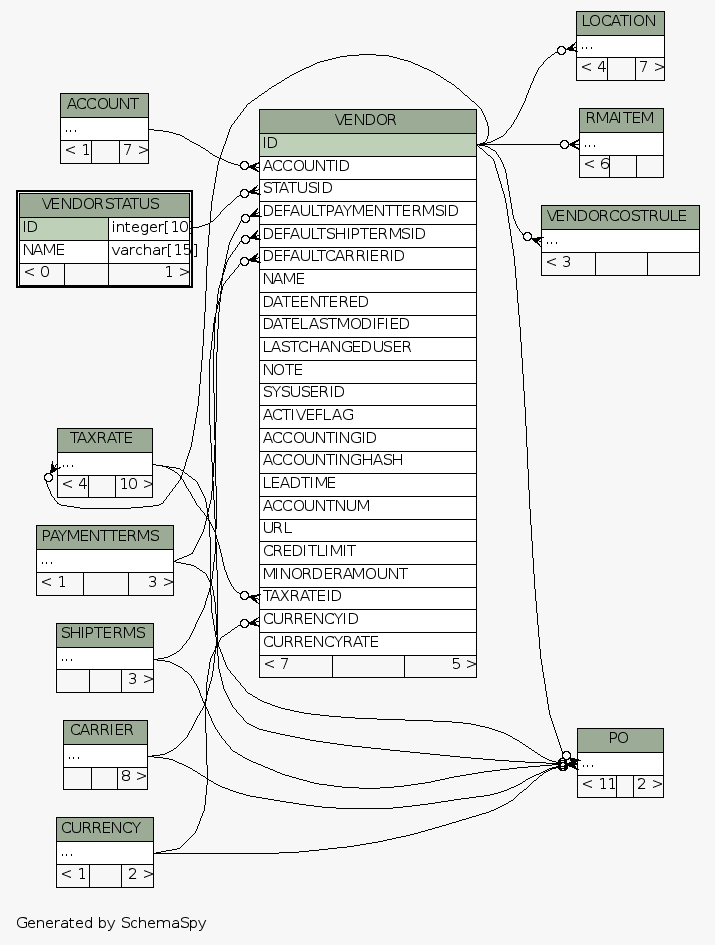 LOCATION
...
< 4 7 >
ACCOUNT
...
< 1 7 >
VENDORSTATUS
ID integer[10]
NAME varchar[15]
< 0 1 >
VENDOR
ID
ACCOUNTID
STATUSID
DEFAULTPAYMENTTERMSID
DEFAULTSHIPTERMSID
DEFAULTCARRIERID
NAME
DATEENTERED
DATELASTMODIFIED
LASTCHANGEDUSER
NOTE
SYSUSERID
ACTIVEFLAG
ACCOUNTINGID
ACCOUNTINGHASH
LEADTIME
ACCOUNTNUM
URL
CREDITLIMIT
MINORDERAMOUNT
TAXRATEID
CURRENCYID
CURRENCYRATE
< 7 5 >
RMAITEM
...
< 6
VENDORCOSTRULE
...
< 3
TAXRATE
...
< 4 10 >
PAYMENTTERMS
...
< 1 3 >
SHIPTERMS
...
3 >
CARRIER
...
8 >
CURRENCY
...
< 1 2 >
PO
...
< 11 2 >
Generated by SchemaSpy